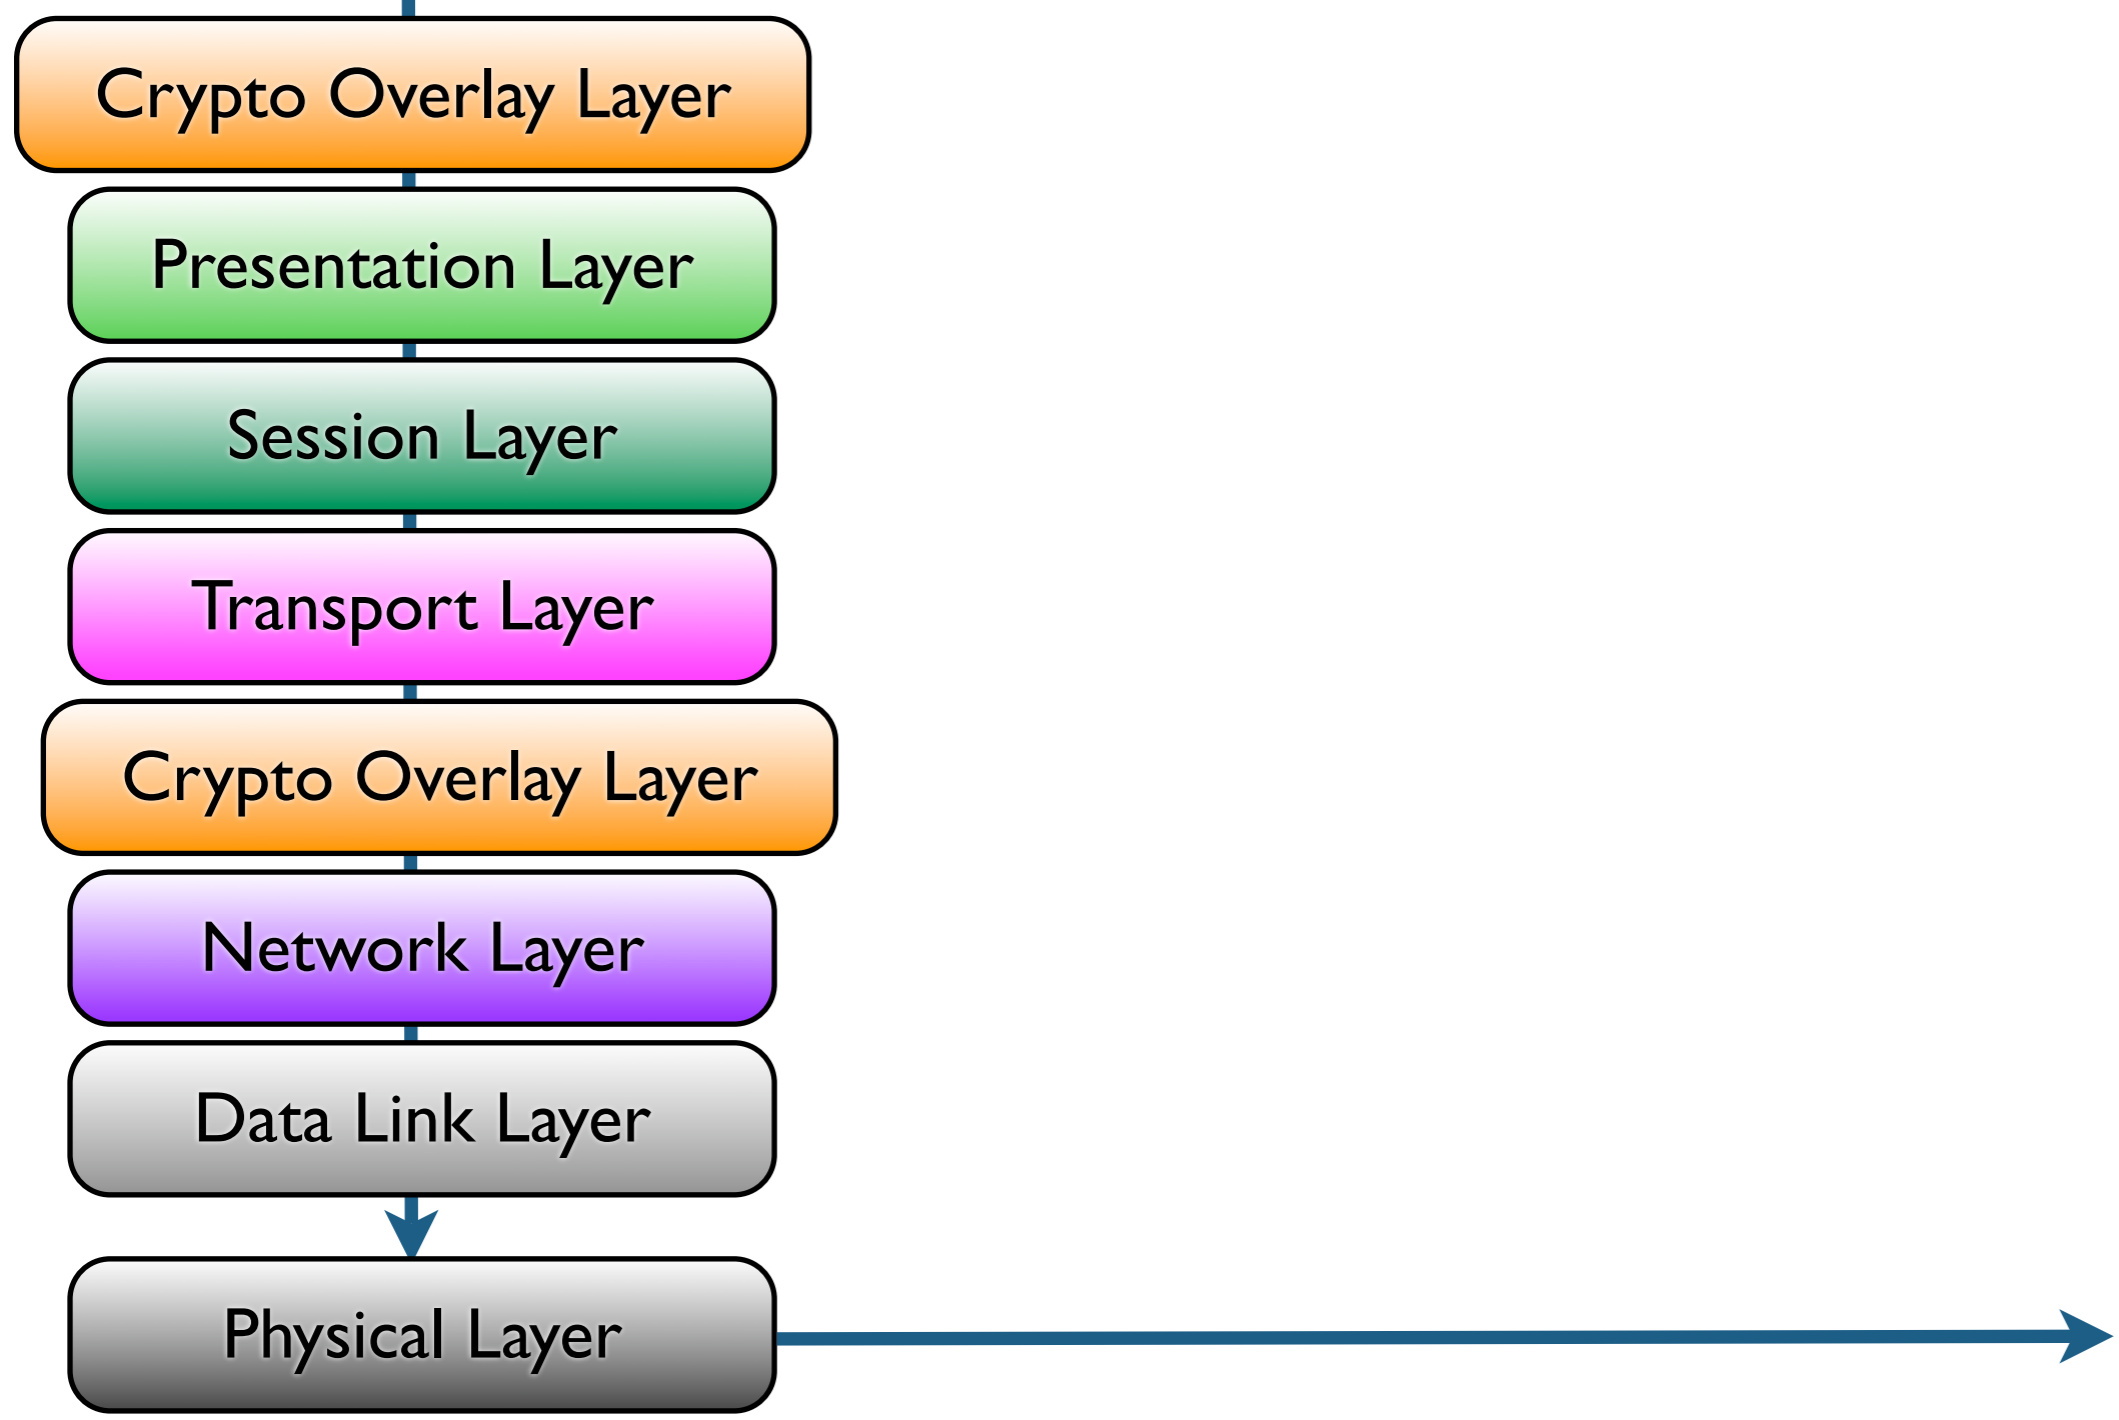 Crypto Overlay Layer
Presentation Layer
Session Layer
Transport Layer
Crypto Overlay Layer
Network Layer
Data Link Layer
Physical Layer